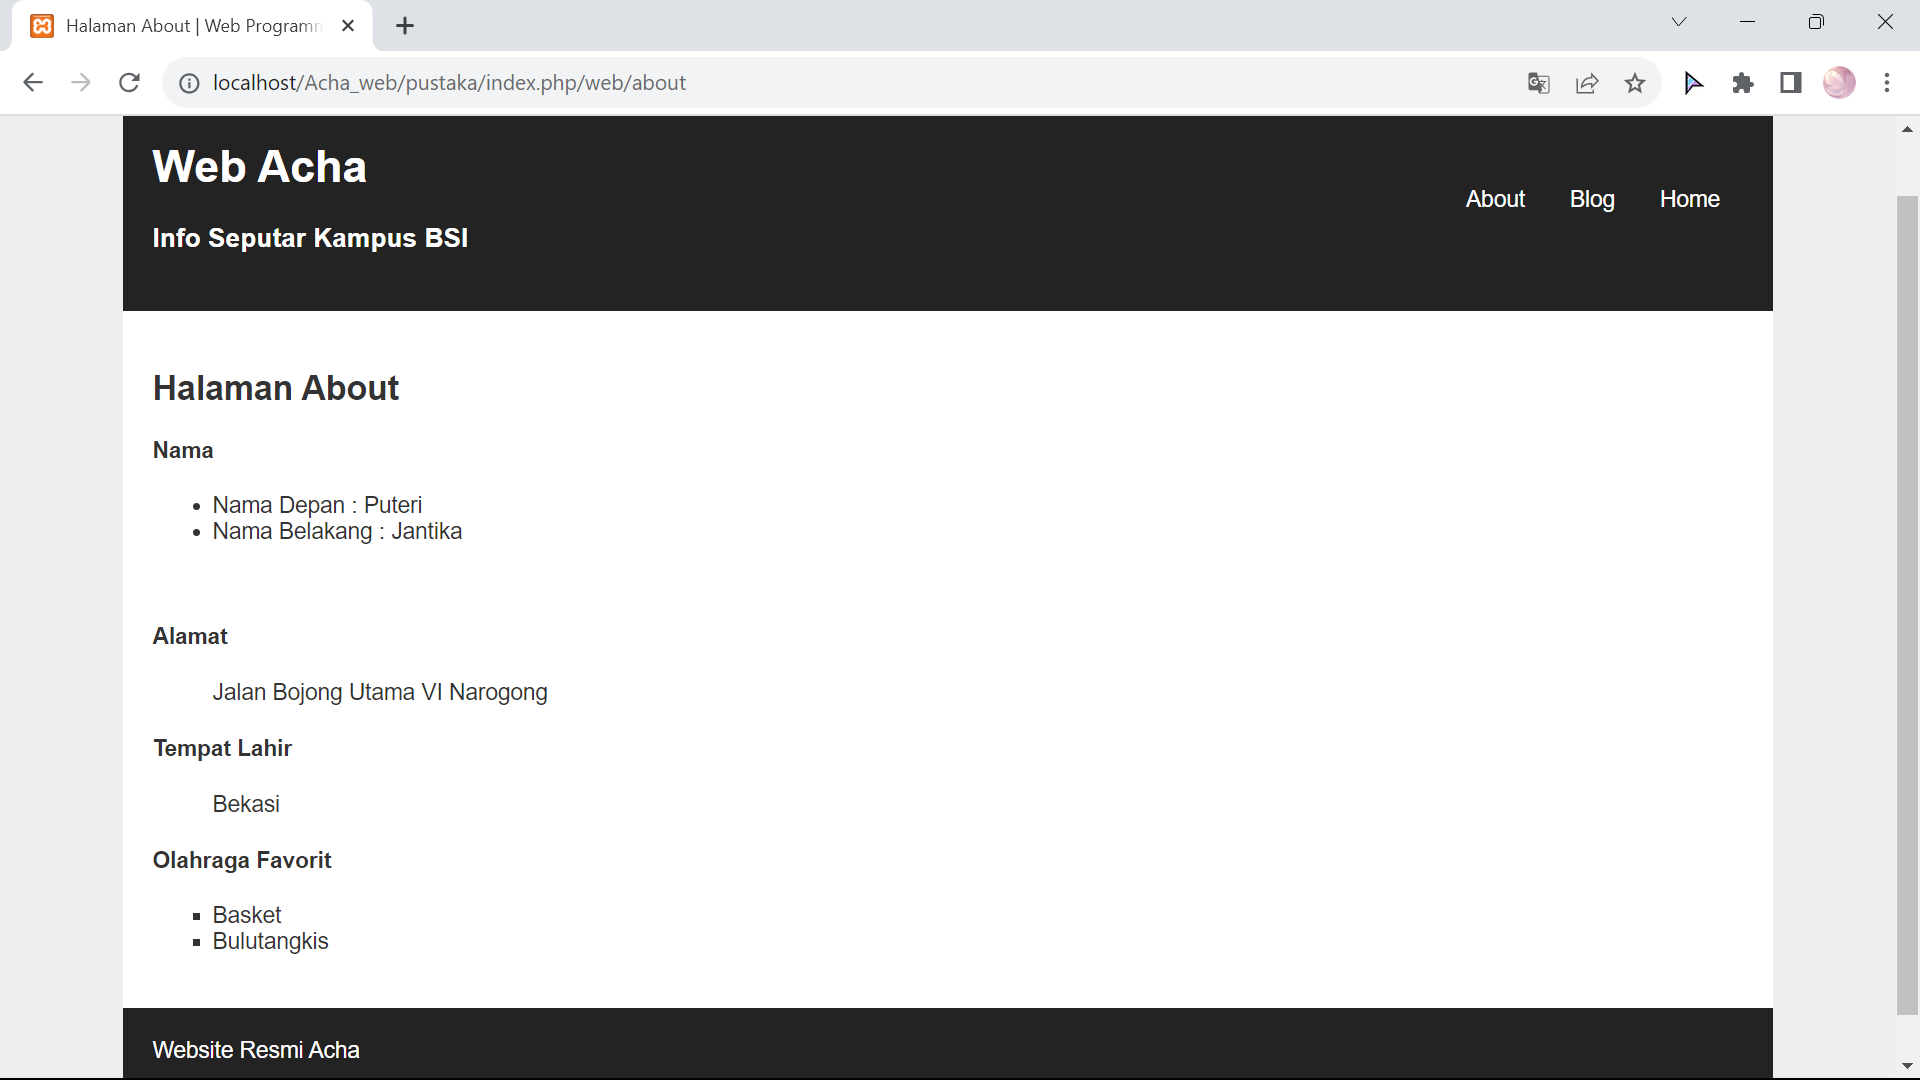 Halaman About | Web Programm
localhost/Acha_web/pustaka/index.php/web/about
Web Acha
Info Seputar Kampus BSI
About Blog Home
Halaman About
Nama
Nama Depan : Puteri
Nama Belakang : Jantika
Alamat
Jalan Bojong Utama VI Narogong
Tempat Lahir
Bekasi
Olahraga Favorit
Basket
Bulutangkis
Website Resmi Acha